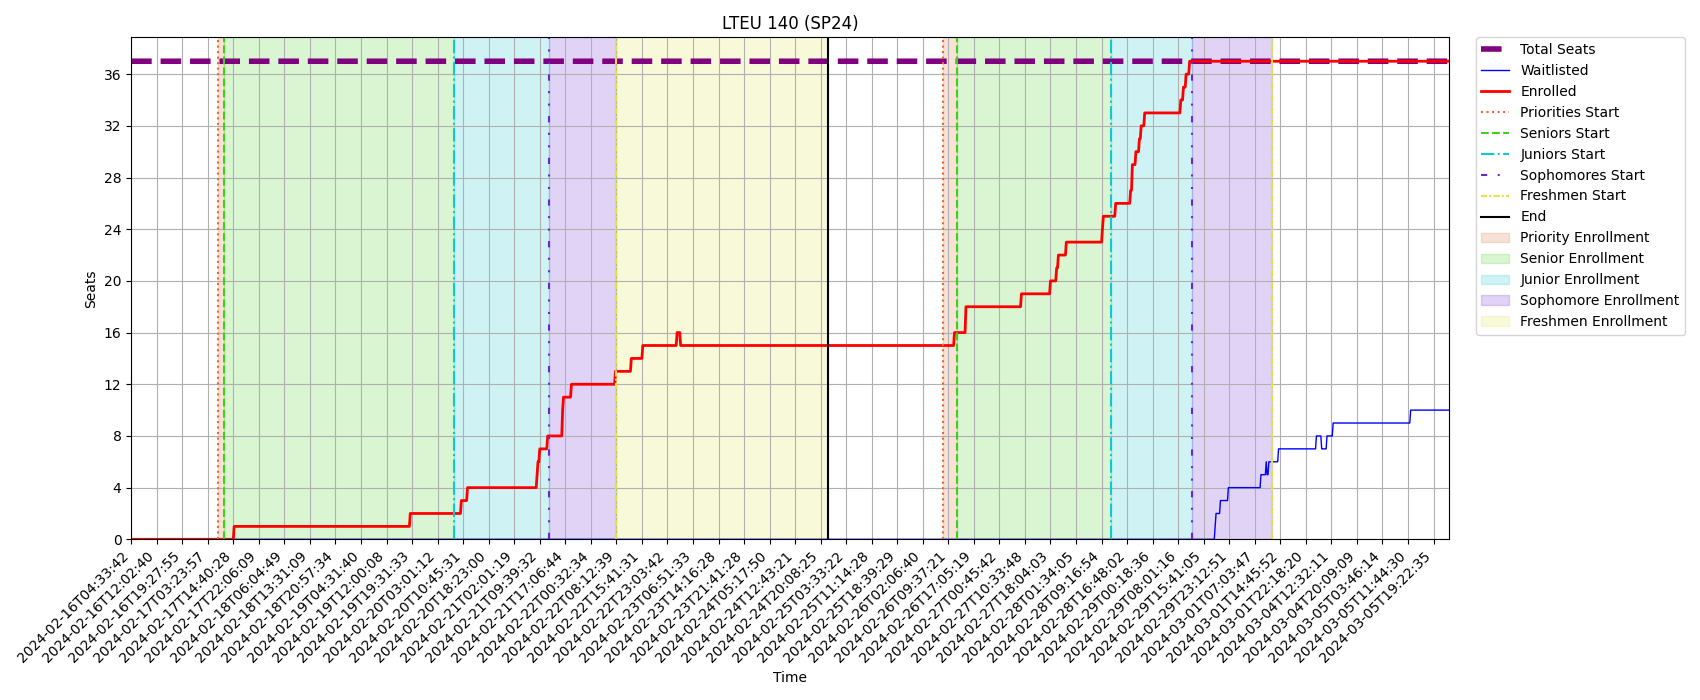 LTEU 140 (SP24)
Seats
36
32
28
24
20
16
12
8
4
0
2024-02-16T04:33:42
2024-02-16T12:02:40
2024-02-16T19:27:55
2024-02-17T03:23:57
2024-02-17T14:40:28
2024-02-17T22:06:09
2024-02-18T06:04:49
2024-02-18T13:31:09
2024-02-18T20:57:34
2024-02-19T04:31:40
2024-02-19T12:00:08
2024-02-19T19:31:33
2024-02-20T03:01:12
2024-02-20T10:45:31
2024-02-20T18:23:00
2024-02-21T02:01:19
2024-02-21T09:39:32
2024-02-21T17:06:44
2024-02-22T00:32:34
2024-02-22T08:12:39
2024-02-22T15:41:31
2024-02-22T23:03:42
2024-02-23T06:51:33
2024-02-23T14:16:28
2024-02-23T21:41:28
2024-02-24T05:17:50
2024-02-24T12:43:21
2024-02-24T20:08:25
2024-02-25T03:33:22
2024-02-25T11:14:28
2024-02-25T18:39:29
2024-02-26T02:06:40
2024-02-26T09:37:21
2024-02-26T17:05:19
2024-02-27T00:45:42
2024-02-27T10:33:48
2024-02-27T18:04:03
2024-02-28T01:34:05
2024-02-28T09:16:54
2024-02-28T16:48:02
2024-02-29T00:18:36
2024-02-29T08:01:16
2024-02-29T15:41:05
2024-02-29T23:12:51
2024-03-01T07:03:47
2024-03-01T14:45:52
2024-03-01T22:18:20
2024-03-04T12:32:11
2024-03-04T20:09:09
2024-03-05T03:46:14
2024-03-05T11:44:30
2024-03-05T19:22:35
Time
Total Seats
Waitlisted
Enrolled
Priorities Start
Seniors Start
Juniors Start
Sophomores Start
Freshmen Start
End
Priority Enrollment
Senior Enrollment
Junior Enrollment
Sophomore Enrollment
Freshmen Enrollment